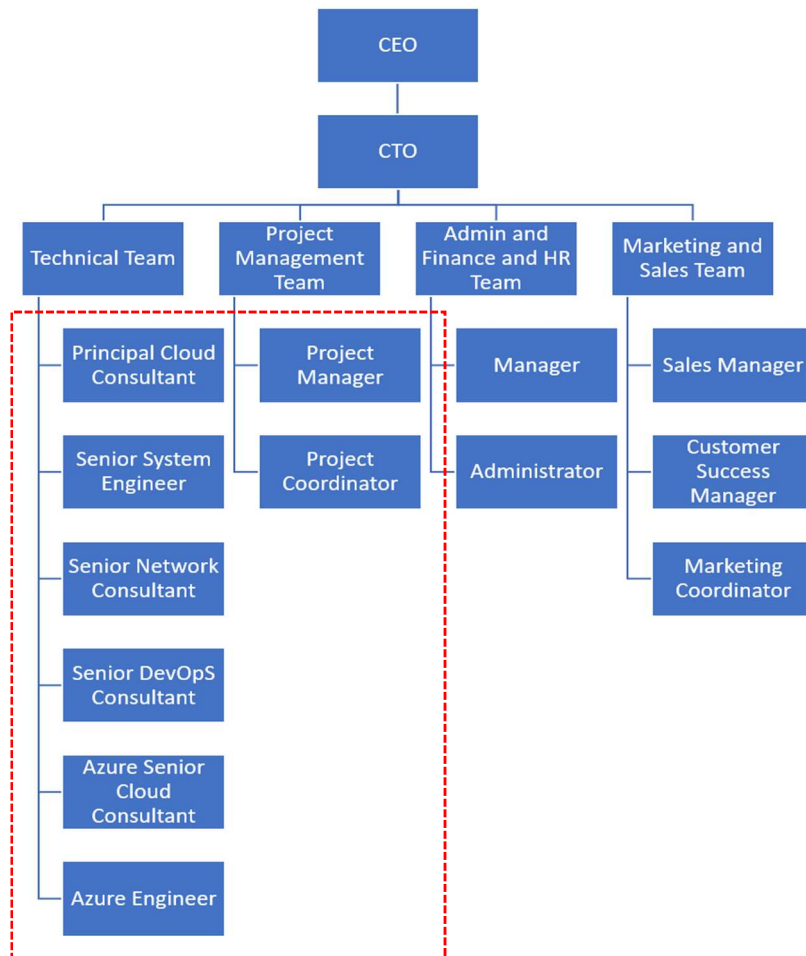 CEO
CTO
Technical Team
Project
Management
Team
Admin and
Finance and HR
Team
Marketing and
Sales Team
Principal Cloud
Consultant
Senior System
Engineer
Senior Network
Consultant
Senior DevOpS
Consultant
Azure Senior
Cloud
Consultant
Azure Engineer
Project
Manager
Project
Coordinator
Manager
Administrator
Sales Manager
Customer
Success
Manager
Marketing
Coordinator